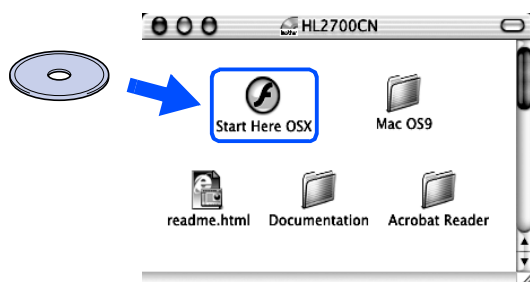 HL2700CN
Start Here OSX
Mac OS9
readme.html
Documentation
Acrobat Reader